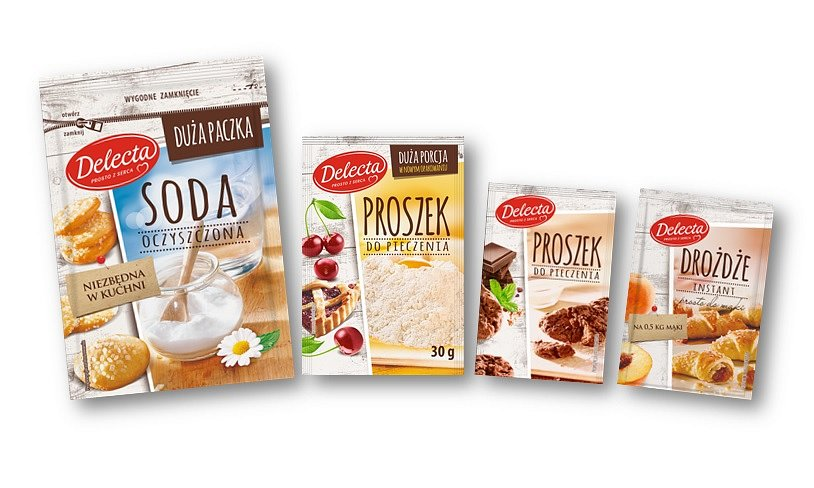 WYGODNE ZAMKNIĘCIE
otwórz
zamknij
DUŻA PACZKA
Delecta
PROSTO Z SERCA
SODA
OCZYSZCZONA
NIEZBĘDNA
W KUCHNI
Delecta
PROSTO Z SERCA
DUŻA PORCJA
W NOWYM OPAKOWANIU
PROSZEK
DO PIECZENIA
30 g
Delecta
PROSTO Z SERCA
PROSZEK
DO PIECZENIA
Delecta
PROSTO Z SERCA
DROŻDŻE
INSTANT
prosto do mąki
NA 0,5 KG MĄKI